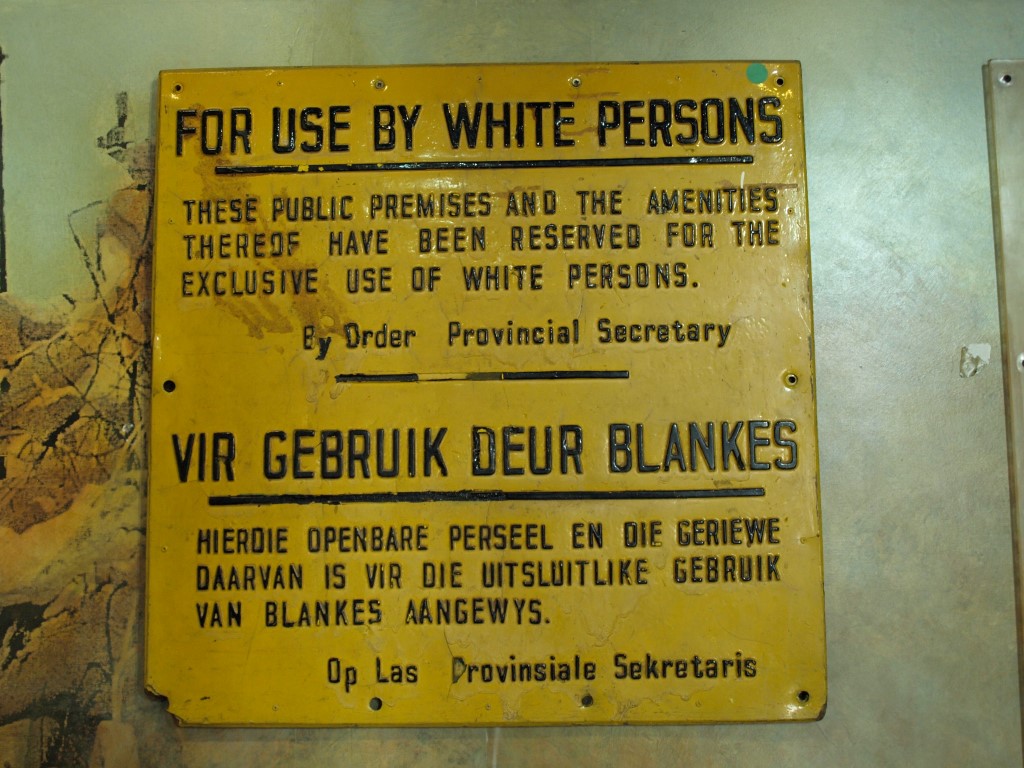 FOR USE BY WHITE PERSONS
THESE PUBLIC PREMISES AND THE AMENITIES
THEREOF HAVE BEEN RESERVED FOR THE
EXCLUSIVE USE OF WHITE PERSONS.
By Order Provincial Secretary
VIR GEBRUIK DEUR BLANKES
HIERDIE OPENBARE PERSEEL EN DIE GERIEWE
DAARVAN IS VIR DIE UITSLUITLIKE GEBRUIK
VAN BLANKES AANGEWYS.
Op Las Provinsiale Sekretaris